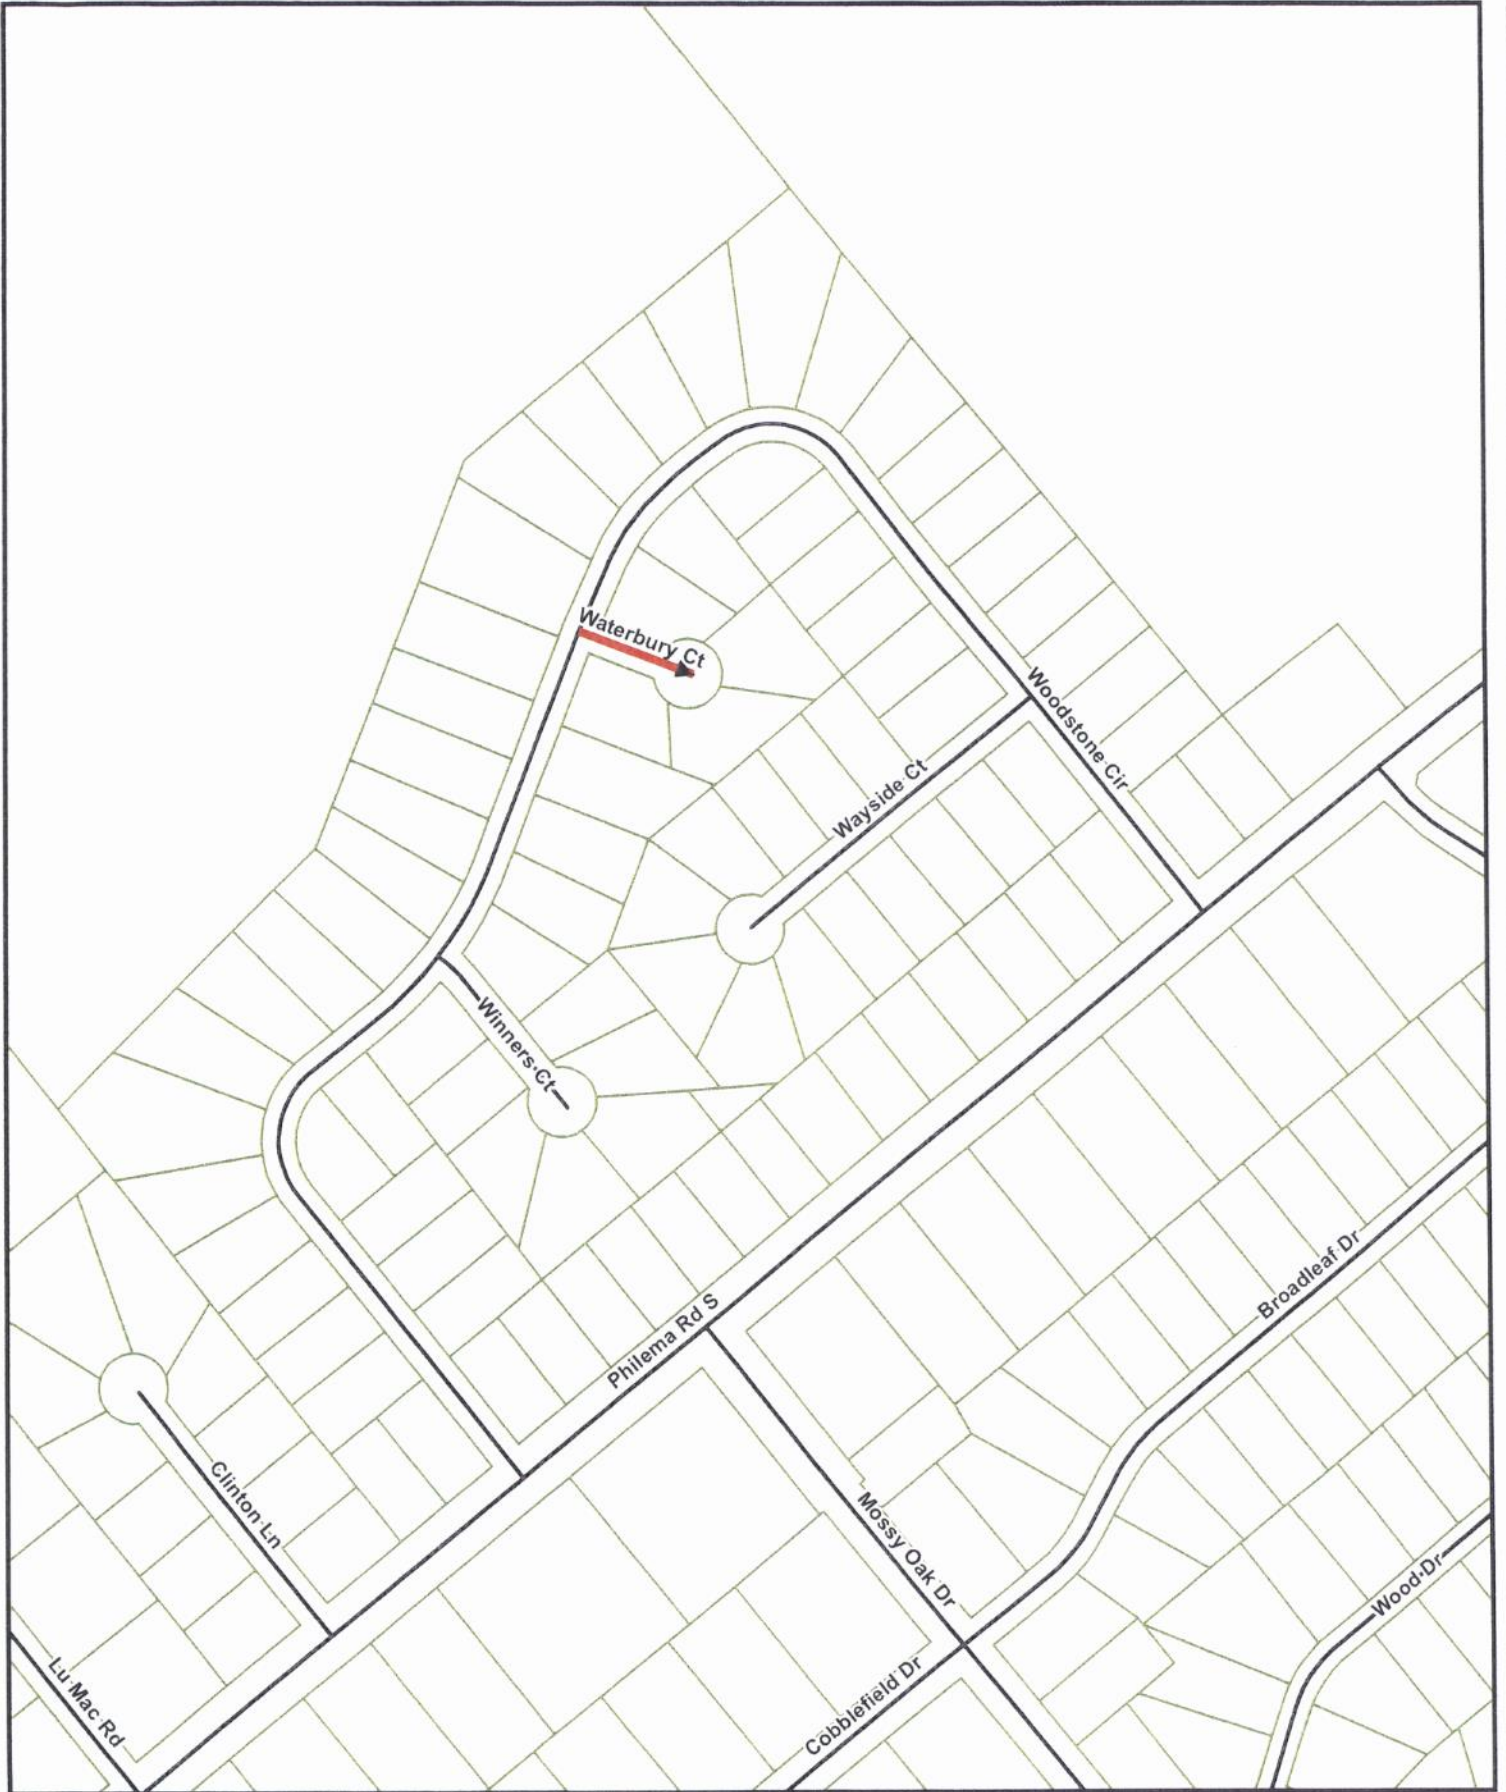 Waterbury Ct
Woodstone Cir
Wayside Ct
Winners Ct
Broadleaf Dr
Philema Rd S
Clinton Ln
Mossy Oak Dr
Wood Dr
Lu Mac Rd
Cobblefield Dr